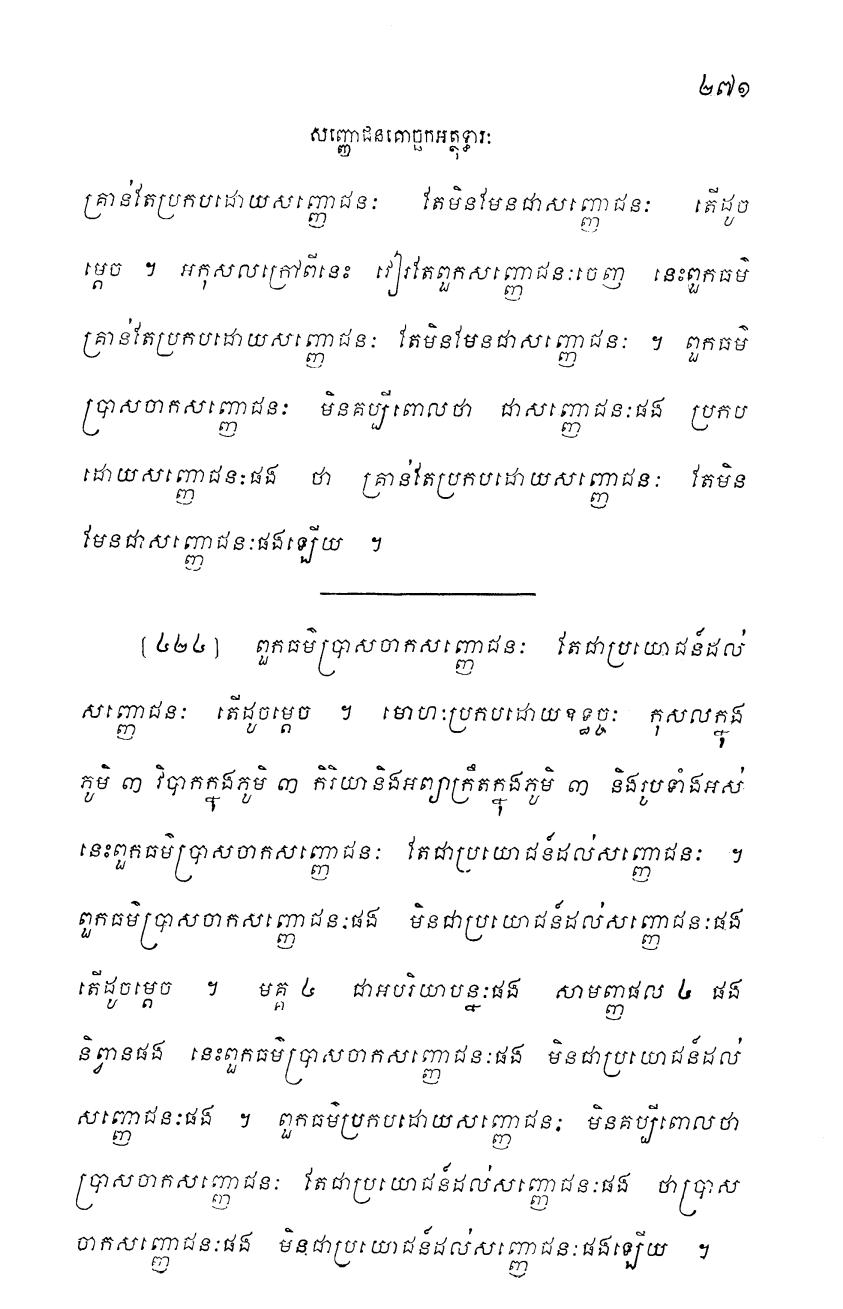 ២៧១
សញ្ញោជនគោច្ឆកអត្ថុទ្ធារៈ
គ្រាន់តែប្រកបដោយសញ្ញោជនៈ តែមិនមែនជាសញ្ញោជនៈ តើដូច
ម្តេច ។ អកុសលក្រៅពីនេះ វៀរតែពួកសញ្ញោជនៈចេញ នេះពួកធម៌
គ្រាន់តែប្រកបដោយសញ្ញោជនៈ តែមិនមែនជាសញ្ញោជនៈ ។ ពួកធម៌
ប្រាសចាកសញ្ញោជនៈ មិនគប្បីពោលថា ជាសញ្ញោជនៈផង ប្រកប
ដោយសញ្ញោជនៈផង ថា គ្រាន់តែប្រកបដោយសញ្ញោជនៈ តែមិន
មែនជាសញ្ញោជនៈផងឡើយ ។
[៤២៤] ពួកធម៌ប្រាសចាកសញ្ញោជនៈ តែជាប្រយោជន៍ដល់
សញ្ញោជនៈ តើដូចម្តេច ។ មោហៈប្រកបដោយឧទ្ធច្ចៈ កុសលក្នុង
ភូមិ ៣ វិបាកក្នុងភូមិ ៣ កិរិយានិងអព្យាក្រឹតក្នុងភូមិ ៣ និងរូបទាំងអស់
នេះពួកធម៌ប្រាសចាកសញ្ញោជនៈ តែជាប្រយោជន៍ដល់សញ្ញោជនៈ ។
ពួកធម៌ប្រាសចាកសញ្ញោជនៈផង មិនជាប្រយោជន៍ដល់សញ្ញោជនៈផង
តើដូចម្តេច ។ មគ្គ ៤ ជាអបរិយាបន្នៈផង សាមញ្ញផល ៤ ផង
និព្វានផង នេះពួកធម៌ប្រាសចាកសញ្ញោជនៈផង មិនជាប្រយោជន៍ដល់
សញ្ញោជនៈផង ។ ពួកធម៌ប្រកបដោយសញ្ញោជនៈ មិនគប្បីពោលថា
ប្រាសចាកសញ្ញោជនៈ តែជាប្រយោជន៍ដល់សញ្ញោជនៈផង ថាប្រាស
ចាកសញ្ញោជនៈផង មិនជាប្រយោជន៍ដល់សញ្ញោជនៈផងឡើយ ។